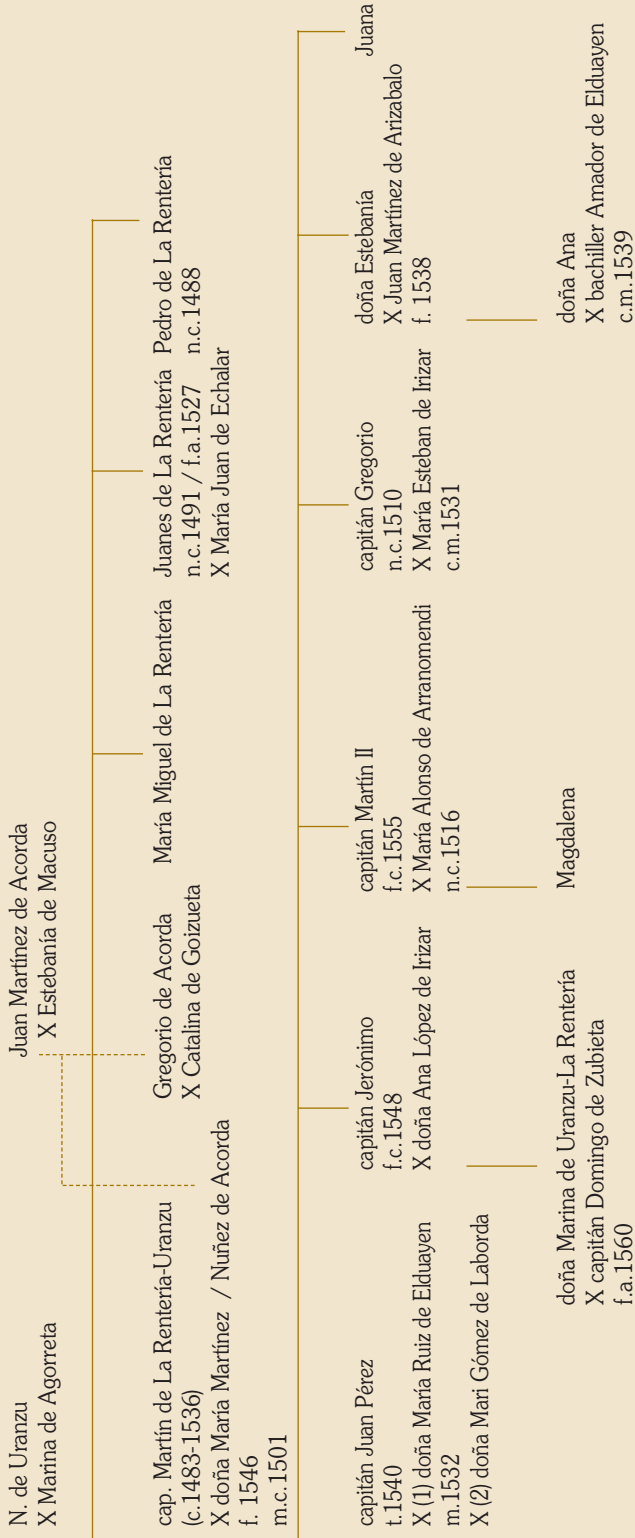 N. de Uranzu
X Marina de Agorreta
Juan Martínez de Acorda
X Estebanía de Macuso
cap. Martín de La Rentería-Uranzu
(c.1483-1536)
X doña María Martínez / Nuñez de Acorda
f. 1546
m.c.1501
Gregorio de Acorda
X Catalina de Goizueta
María Miguel de La Rentería
Juanes de La Rentería
n.c.1491 / f.a.1527
X María Juan de Echalar
Pedro de La Rentería
n.c.1488
capitán Juan Pérez
t.1540
X (1) doña María Ruiz de Elduayen
m.1532
X (2) doña Mari Gómez de Laborda
capitán Jerónimo
f.c.1548
X doña Ana López de Irizar
capitán Martín II
f.c.1555
X María Alonso de Arranomendi
n.c.1516
capitán Gregorio
n.c.1510
X María Esteban de Irizar
c.m.1531
doña Estebanía
X Juan Martínez de Arizabalo
f. 1538
Juana
doña Marina de Uranzu-La Rentería
X capitán Domingo de Zubieta
f.a.1560
Magdalena
doña Ana
X bachiller Amador de Elduayen
c.m.1539